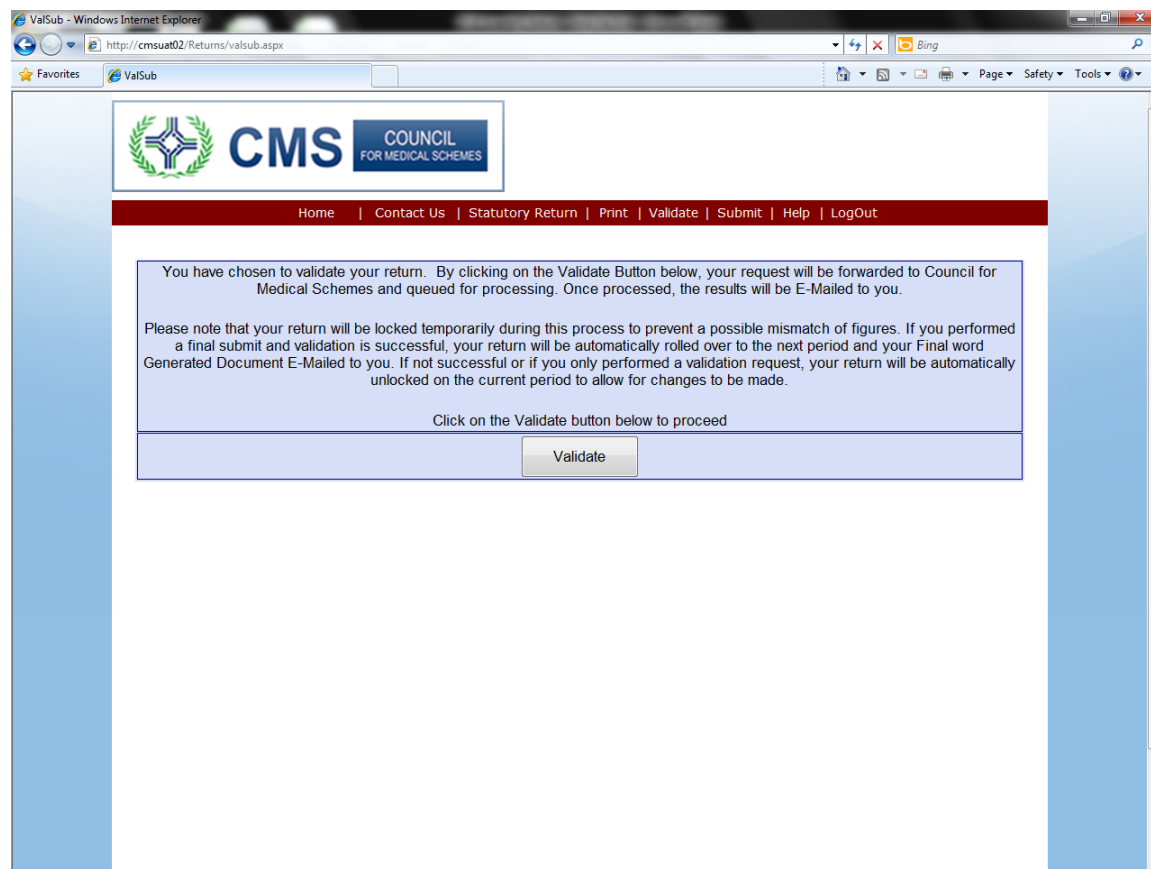 ValSub - Windows Internet Explorer
http://cmsuat02/Returns/valsub.aspx
Bing
Favorites
ValSub
Page
Safety
Tools
CMS
COUNCIL
FOR MEDICAL SCHEMES
Home | Contact Us | Statutory Return | Print | Validate | Submit | Help | LogOut
You have chosen to validate your return. By clicking on the Validate Button below, your request will be forwarded to Council for
Medical Schemes and queued for processing. Once processed, the results will be E-Mailed to you.
Please note that your return will be locked temporarily during this process to prevent a possible mismatch of figures. If you performed
a final submit and validation is successful, your return will be automatically rolled over to the next period and your Final word
Generated Document E-Mailed to you. If not successful or if you only performed a validation request, your return will be automatically
unlocked on the current period to allow for changes to be made.
Click on the Validate button below to proceed
Validate